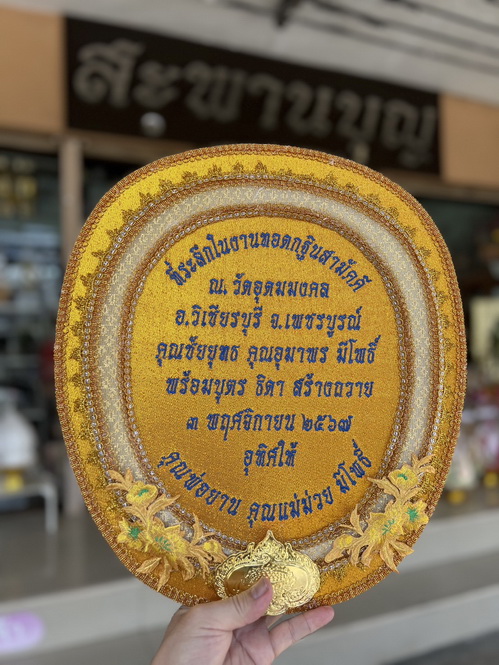 สะพานบุญ
ที่ระลึกในงานทอดกฐินสามัคคี
ณ. วัดอุดมมงคล
อ.วิเชียรบุรี จ.เพชรบูรณ์
คุณชัยยุทธ คุณอุมาพร มีโพธิ์
พร้อมบุตร ธิดา สร้างถวาย
๓ พฤศจิกายน ๒๕๖๗
อุทิศให้
คุณพ่อยาน คุณแม่ม่วย มีโพธิ์